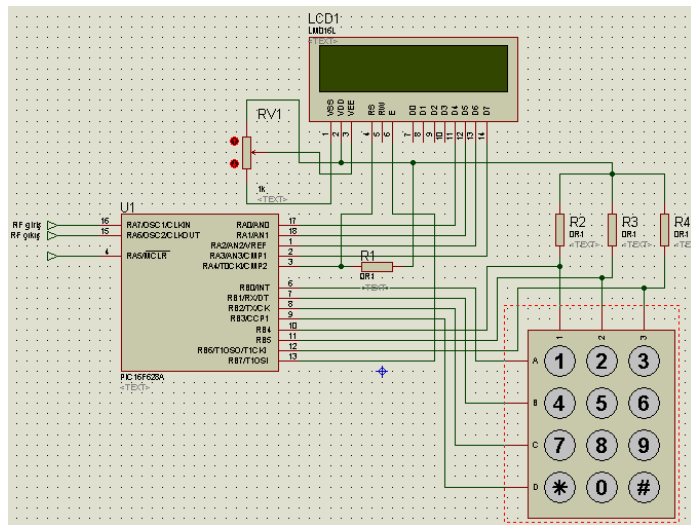 LCD1
LMD16L
<TEXT>
VSS VDD VEE RS RW E D0 D1 D2 D3 D4 D5 D6 D7
1 2 3 4 5 6 7 8 9 10 11 12 13 14
RV1
1k
<TEXT>
U1
RF giriş 16 RA7/OSC1/CLKIN RA0/AN0 17
RF çıkış 15 RA6/OSC2/CLKOUT RA1/AN1 18
RA2/AN2/VREF 1
4 RA5/MCLR RA3/AN3/CMP1 2
RA4/T0CKI/CMP2 3
R1
0R1
<TEXT>
RB0/INT 6
RB1/RX/DT 7
RB2/TX/CK 8
RB3/CCP1 9
RB4 10
RB5 11
RB6/T1OSO/T1CKI 12
RB7/T1OSI 13
PIC16F628A
<TEXT>
R2 R3 R4
0R1 0R1 0R1
<TEXT> <TEXT> <TEXT>
1 2 3
A 1 2 3
B 4 5 6
C 7 8 9
D * 0 #